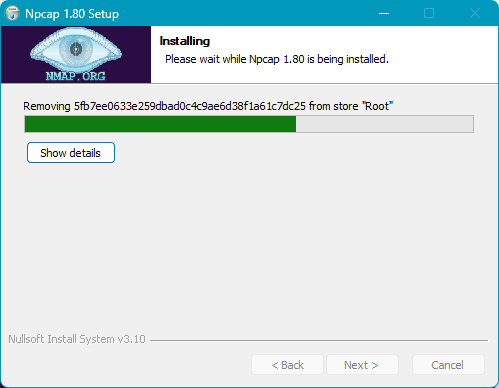 Npcap 1.80 Setup
Installing
Please wait while Npcap 1.80 is being installed.
NMAP.ORG
Removing 5fb7ee0633e259dbad0c4c9ae6d38f1a61c7dc25 from store "Root"
Show details
Nullsoft Install System v3.10
< Back
Next >
Cancel